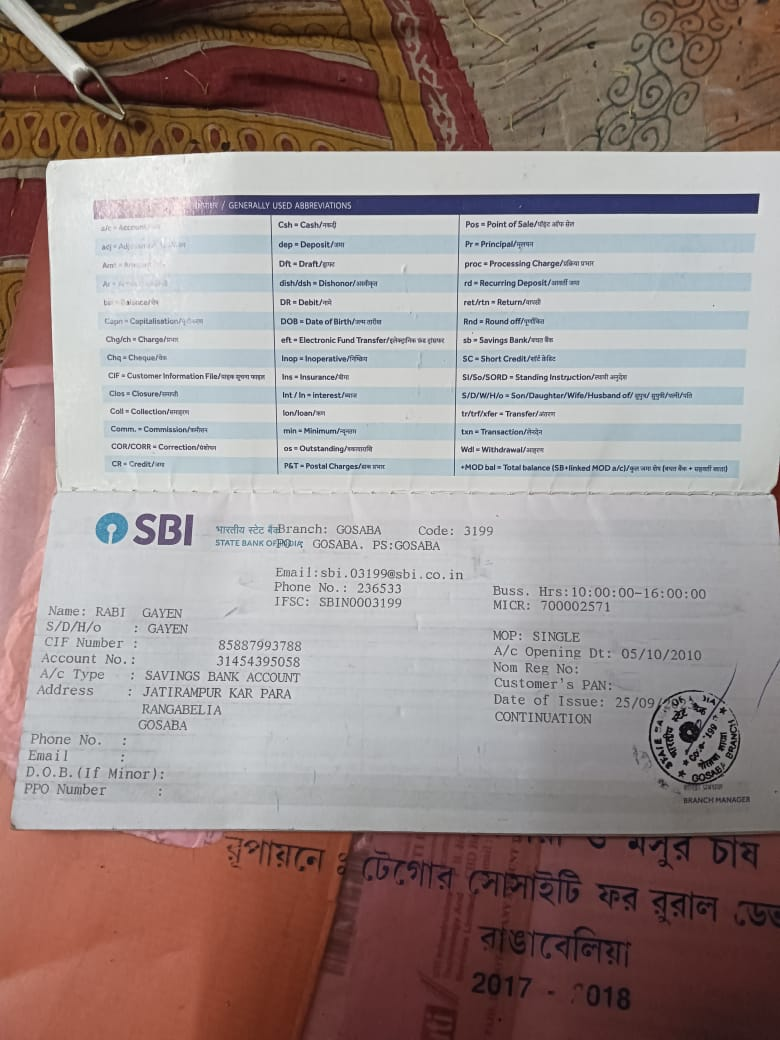 / GENERALLY USED ABBREVIATIONS
a/c = Account
Csh = Cash/नकदी
Pos = Point of Sale/पॉइंट ऑफ सेल
dep = Deposit/जमा
Pr = Principal/मूलधन
Dft = Draft/ड्राफ्ट
proc = Processing Charge/प्रक्रिया प्रभार
dish/dsh = Dishonor/अस्वीकृत
rd = Recurring Deposit/आवर्ती जमा
bal = Balance/शेष
DR = Debit/नामे
ret/rtn = Return/वापसी
Capn = Capitalisation/
DOB = Date of Birth/जन्म तारीख
Rnd = Round off/पूर्णांकित
Chg/ch = Charge/प्रभार
eft = Electronic Fund Transfer/इलेक्ट्रॉनिक फंड ट्रांसफर
sb = Savings Bank/बचत बैंक
Chq = Cheque/चेक
Inop = Inoperative/निष्क्रिय
SC = Short Credit/शॉर्ट क्रेडिट
CIF = Customer Information File/ग्राहक सूचना फाइल
Ins = Insurance/बीमा
SI/So/SORD = Standing Instruction/स्थायी अनुदेश
Clos = Closure/समाप्ती
Int / In = Interest/ब्याज
S/D/W/H/o = Son/Daughter/Wife/Husband of/ सुपुत्र/ सुपुत्री/पत्नी/पति
Coll = Collection/समाहरण
lon/loan/ऋण
tr/trf/xfer = Transfer/अंतरण
Comm. = Commission/कमीशन
min = Minimum/न्यूनतम
txn = Transaction/लेनदेन
COR/CORR = Correction/संशोधन
os = Outstanding/बकायाराशि
Wdl = Withdrawal/आहरण
CR = Credit/जमा
P&T = Postal Charges/डाक प्रभार
+MOD bal = Total balance (SB+linked MOD a/c)/कुल जमा शेष (बचत बैंक + सहवर्ती खाता)
SBI भारतीय स्टेट बैंक Branch: GOSABA Code: 3199
STATE BANK OF INDIA PO: GOSABA, PS:GOSABA
Email:sbi.03199@sbi.co.in
Phone No.: 236533 Buss. Hrs:10:00:00-16:00:00
IFSC: SBIN0003199 MICR: 700002571
Name: RABI GAYEN
S/D/H/o : GAYEN MOP: SINGLE
CIF Number : 85887993788 A/c Opening Dt: 05/10/2010
Account No.: 31454395058 Nom Reg No:
A/c Type : SAVINGS BANK ACCOUNT Customer's PAN:
Address : JATIRAMPUR KAR PARA Date of Issue: 25/09/
RANGABELIA CONTINUATION
GOSABA
Phone No. :
Email :
D.O.B.(If Minor):
PPO Number :
GOSABA BRANCH
शाखा प्रबंधक
BRANCH MANAGER
ও মসুর চাষ
রূপায়নে ঃ টেগোর সোসাইটি ফর রুরাল
রাঙাবেলিয়া
2017 - 2018